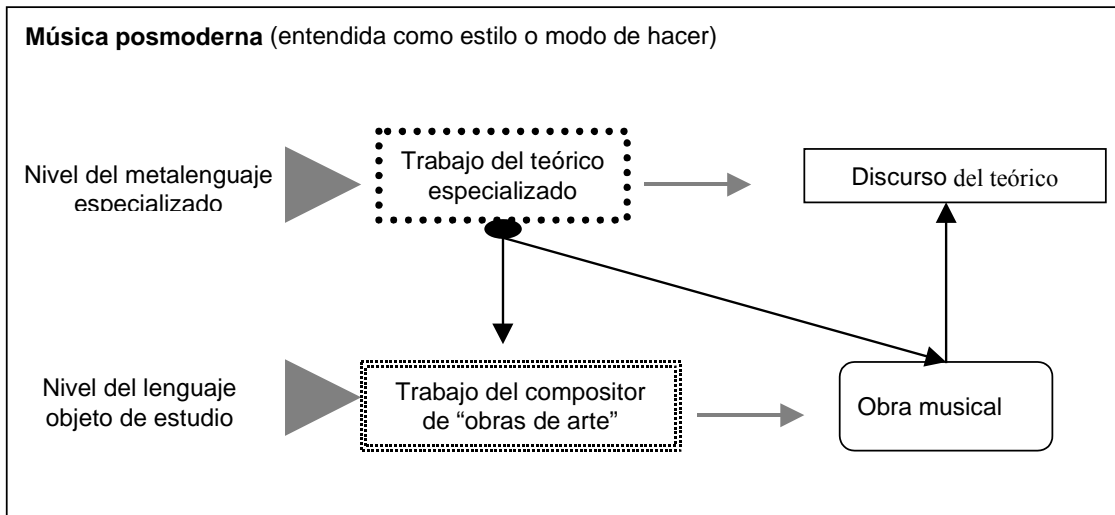 Música posmoderna (entendida como estilo o modo de hacer)
Nivel del metalenguaje
especializado
Trabajo del teórico
especializado
Discurso del teórico
Nivel del lenguaje
objeto de estudio
Trabajo del compositor
de “obras de arte”
Obra musical